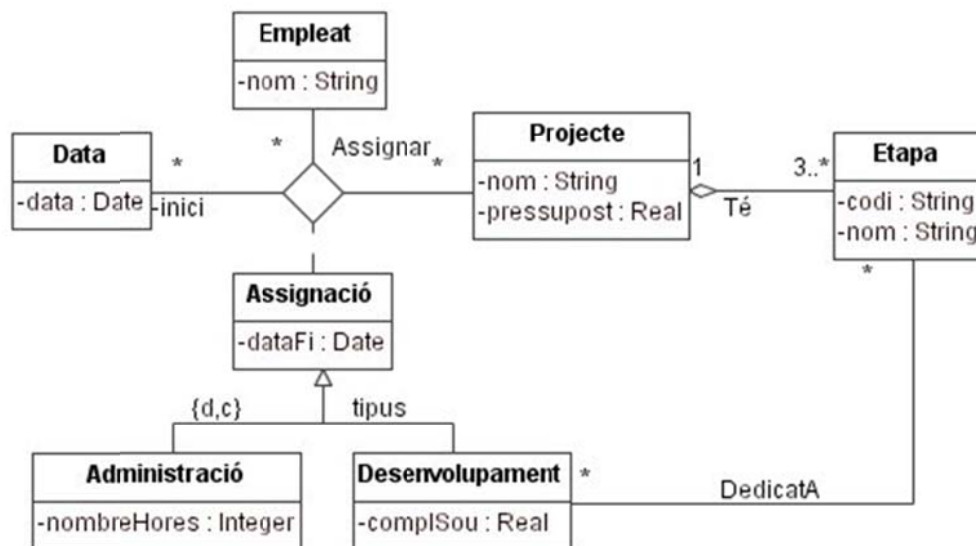 Empleat
-nom : String
Data
-data : Date
*
-inici
*
Assignar
*
Projecte
-nom : String
-pressupost : Real
1
Té
3..*
Etapa
-codi : String
-nom : String
*
Assignació
-dataFi : Date
{d,c}
tipus
Administració
-nombreHores : Integer
Desenvolupament
-complSou : Real
*
DedicatA